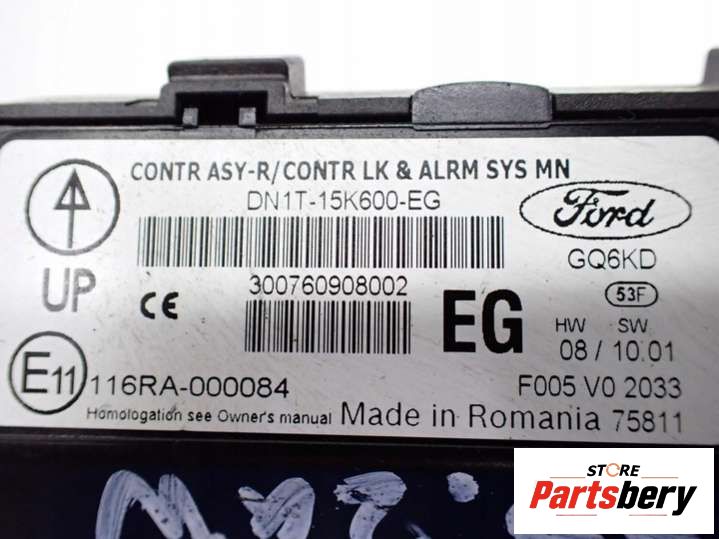 CONTR ASY-R/CONTR LK & ALRM SYS MN
DN1T-15K600-EG
Ford
UP
GQ6KD
300760908002
53F
CE
EG
HW SW
08 / 10.01
E11
116RA-000084
F005 V0 2033
Homologation see Owner's manual Made in Romania 75811
STORE
Partsbery